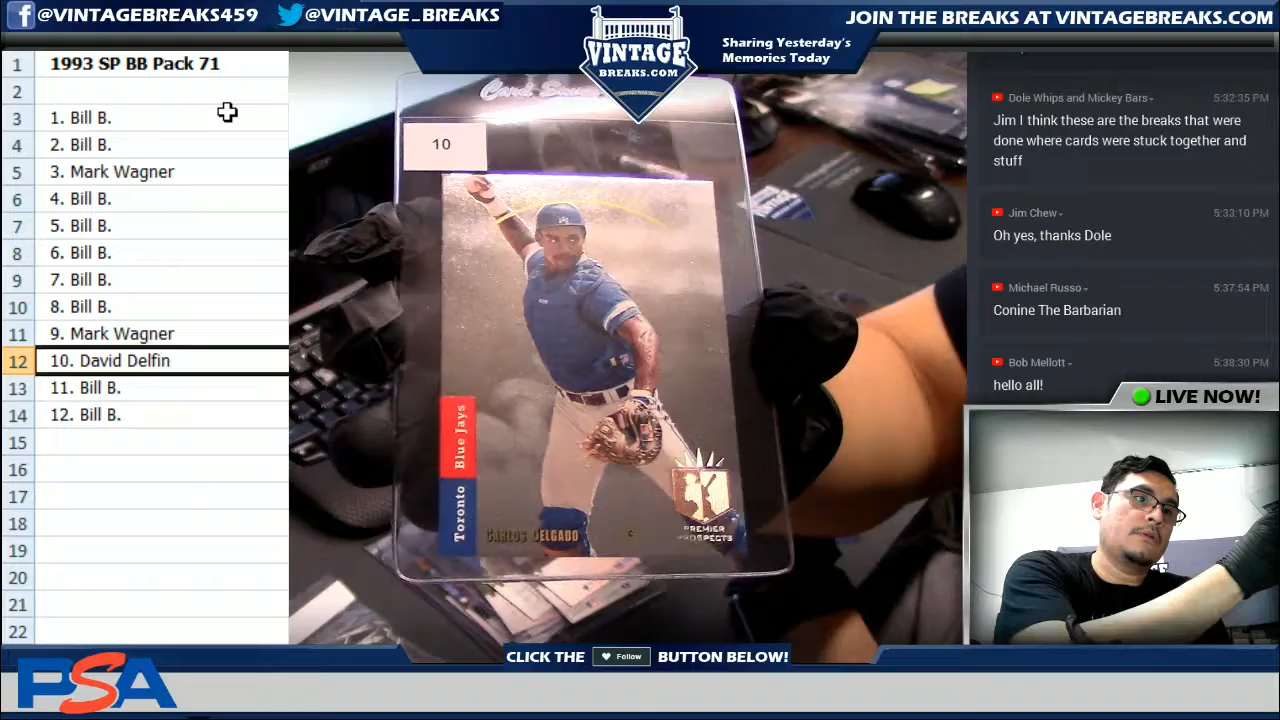 @VINTAGEBREAKS459
@VINTAGE_BREAKS
VINTAGE
BREAKS.COM
Sharing Yesterday's
Memories Today
JOIN THE BREAKS AT VINTAGEBREAKS.COM
1 1993 SP BB Pack 71
2
3 1. Bill B.
4 2. Bill B.
5 3. Mark Wagner
6 4. Bill B.
7 5. Bill B.
8 6. Bill B.
9 7. Bill B.
10 8. Bill B.
11 9. Mark Wagner
12 10. David Delfin
13 11. Bill B.
14 12. Bill B.
15
16
17
18
19
20
21
22
Card
10
Toronto Blue Jays
CARLOS DELGADO
C
PREMIER
PROSPECTS
Dole Whips and Mickey Bars 5:32:35 PM
Jim I think these are the breaks that were
done where cards were stuck together and
stuff
Jim Chew 5:33:10 PM
Oh yes, thanks Dole
Michael Russo 5:37:54 PM
Conine The Barbarian
Bob Mellott 5:38:30 PM
hello all!
LIVE NOW!
CLICK THE Follow BUTTON BELOW!
PSA